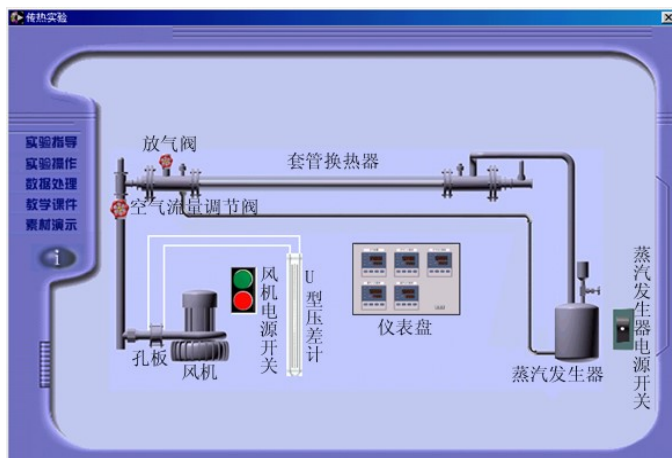 传热实验
实验指导
实验操作
数据处理
教学课件
素材演示
i
放气阀
套管换热器
空气流量调节阀
孔板
风机
风机电源开关
U型压差计
仪表盘
蒸汽发生器
蒸汽发生器电源开关